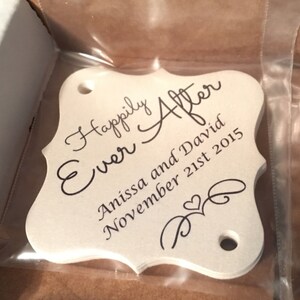 Happily
Ever After
Anissa and David
November 21st 2015